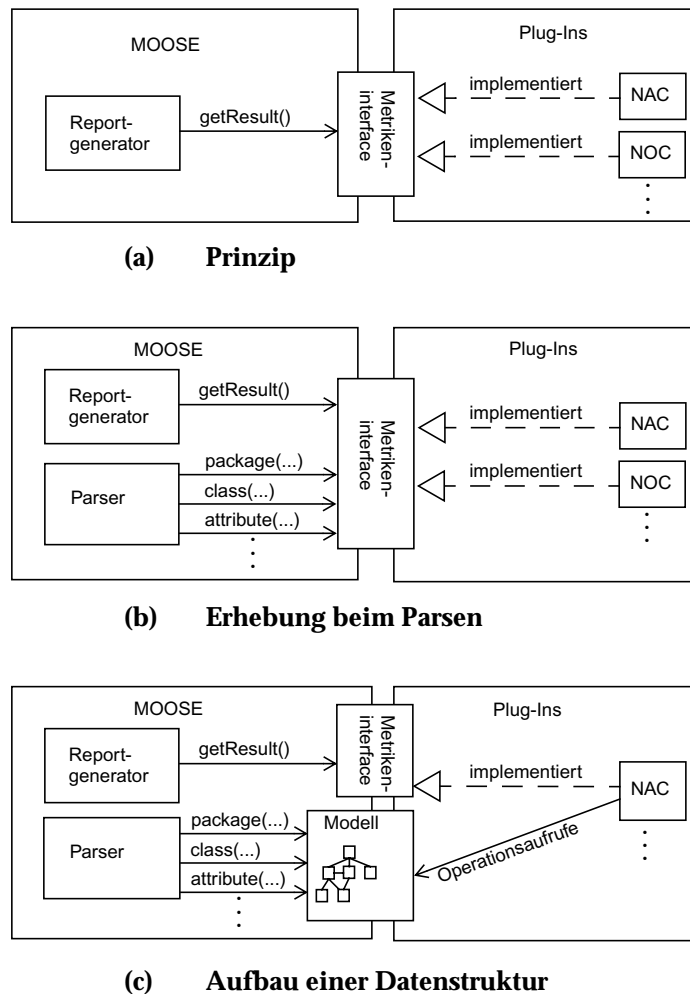 MOOSE
Plug-Ins
Report-
generator
getResult()
Metriken-
interface
implementiert
NAC
implementiert
NOC
(a) Prinzip
MOOSE
Plug-Ins
Report-
generator
getResult()
Metriken-
interface
implementiert
NAC
Parser
package(...)
class(...)
attribute(...)
implementiert
NOC
(b) Erhebung beim Parsen
MOOSE
Plug-Ins
Report-
generator
getResult()
Metriken-
interface
implementiert
NAC
Parser
package(...)
class(...)
attribute(...)
Modell
Operationsaufrufe
(c) Aufbau einer Datenstruktur